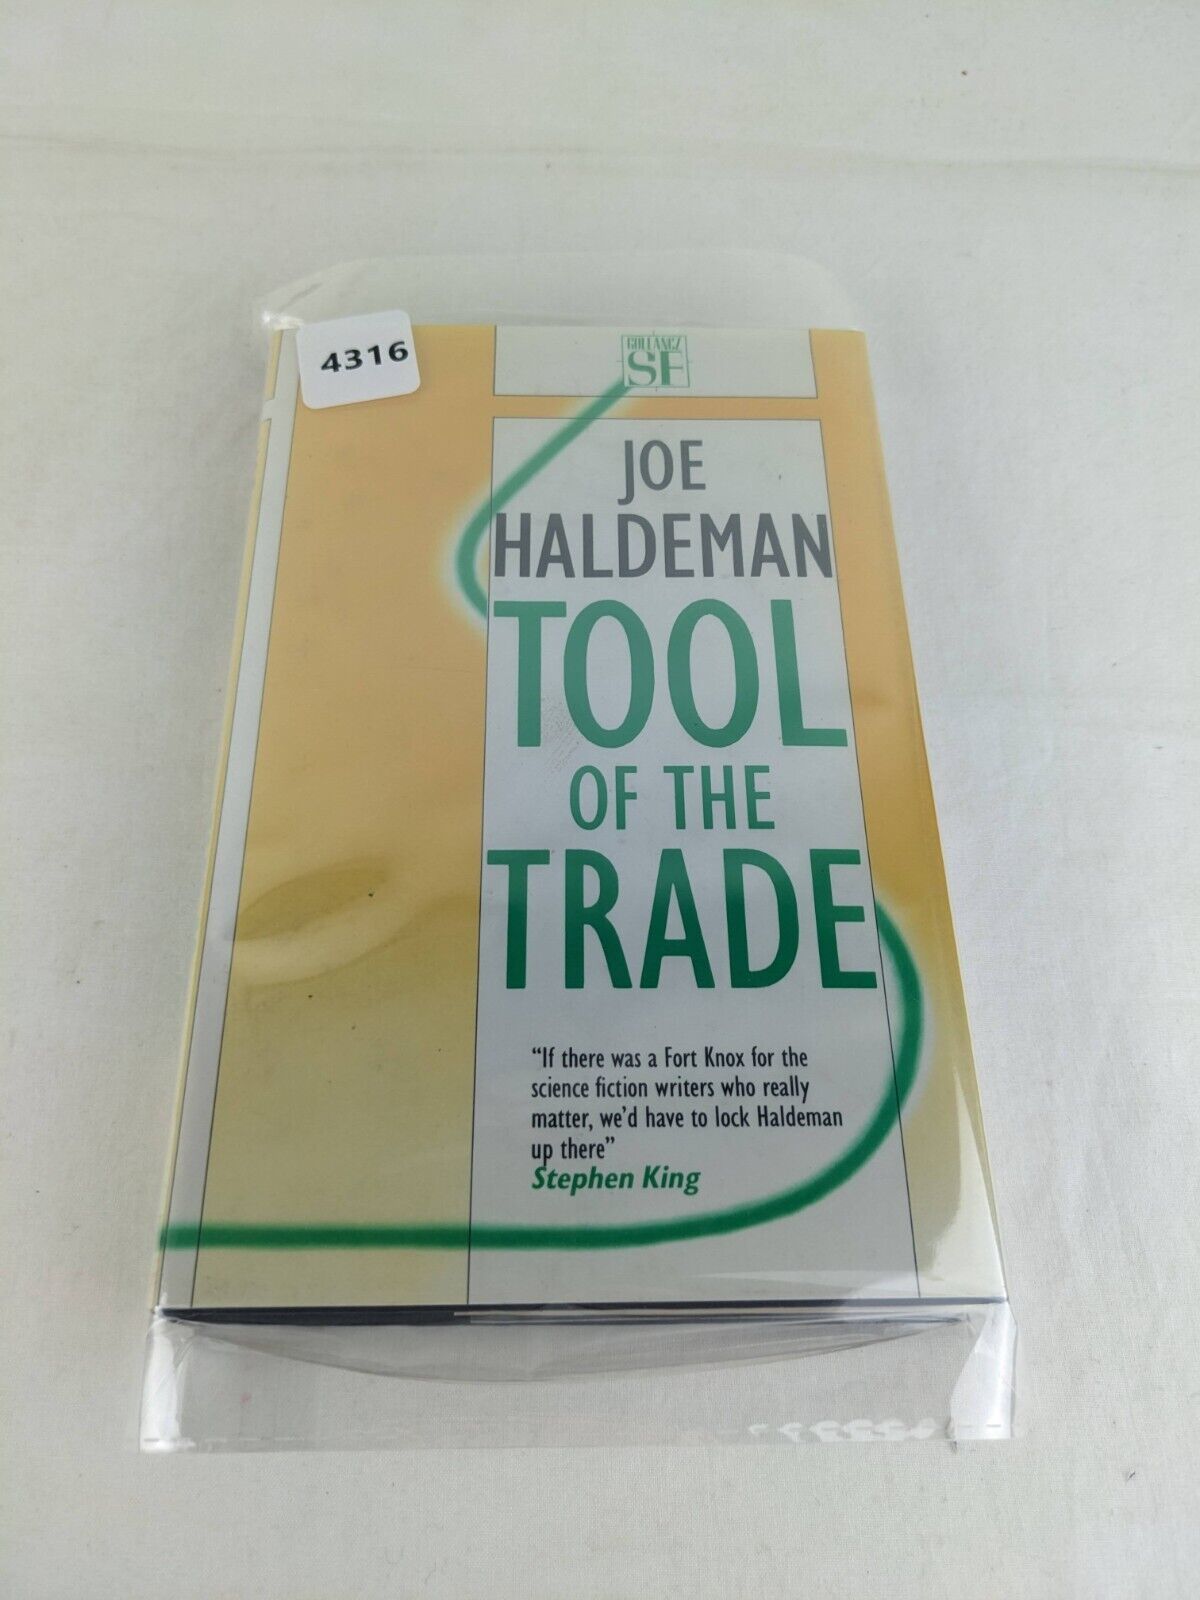 4316
GOLLANCZ
SF
JOE
HALDEMAN
TOOL
OF THE
TRADE
“If there was a Fort Knox for the
science fiction writers who really
matter, we’d have to lock Haldeman
up there”
Stephen King